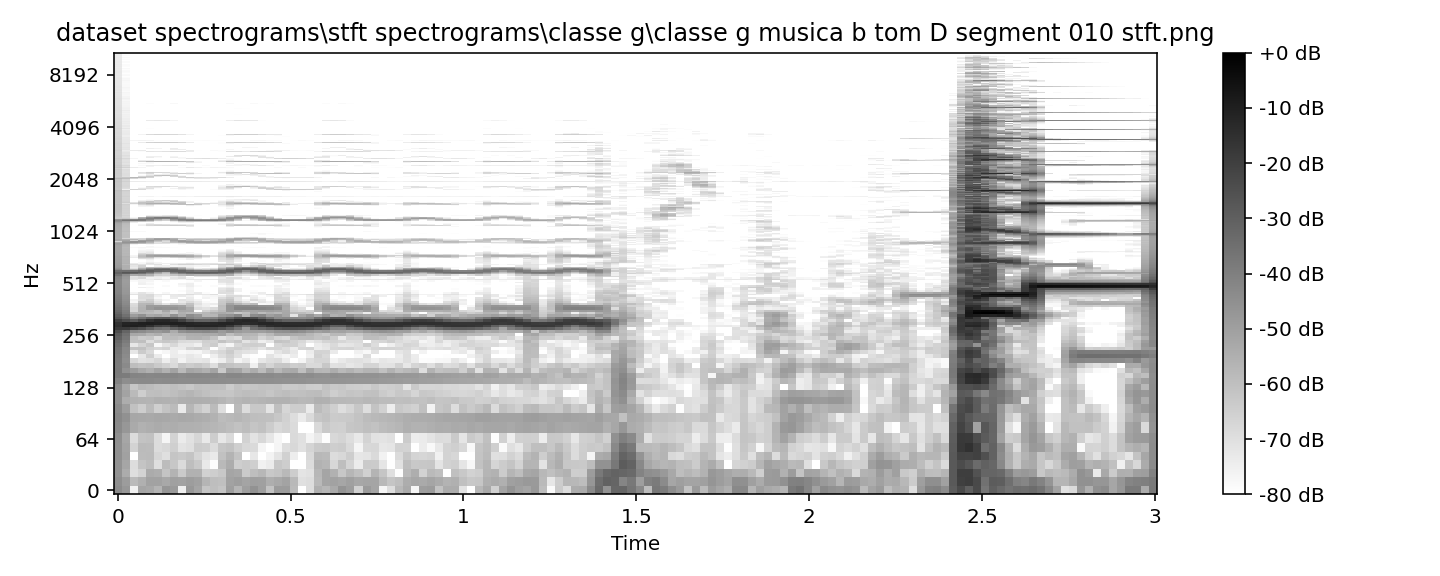 dataset spectrograms\stft spectrograms\classe g\classe g musica b tom D segment 010 stft.png
8192
4096
2048
1024
512
256
128
64
0
Hz
0
0.5
1
1.5
2
2.5
3
Time
+0 dB
-10 dB
-20 dB
-30 dB
-40 dB
-50 dB
-60 dB
-70 dB
-80 dB